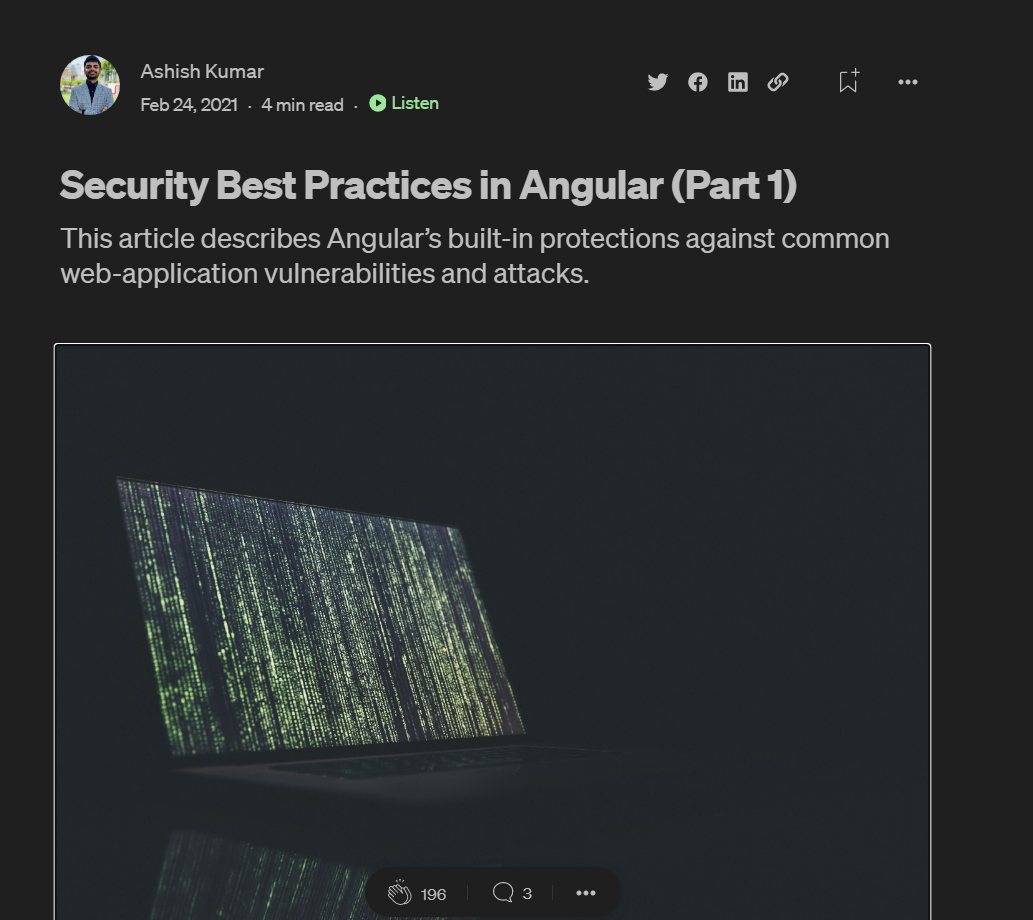 Ashish Kumar
Feb 24, 2021 · 4 min read · Listen
Security Best Practices in Angular (Part 1)
This article describes Angular’s built-in protections against common
web-application vulnerabilities and attacks.
196 3